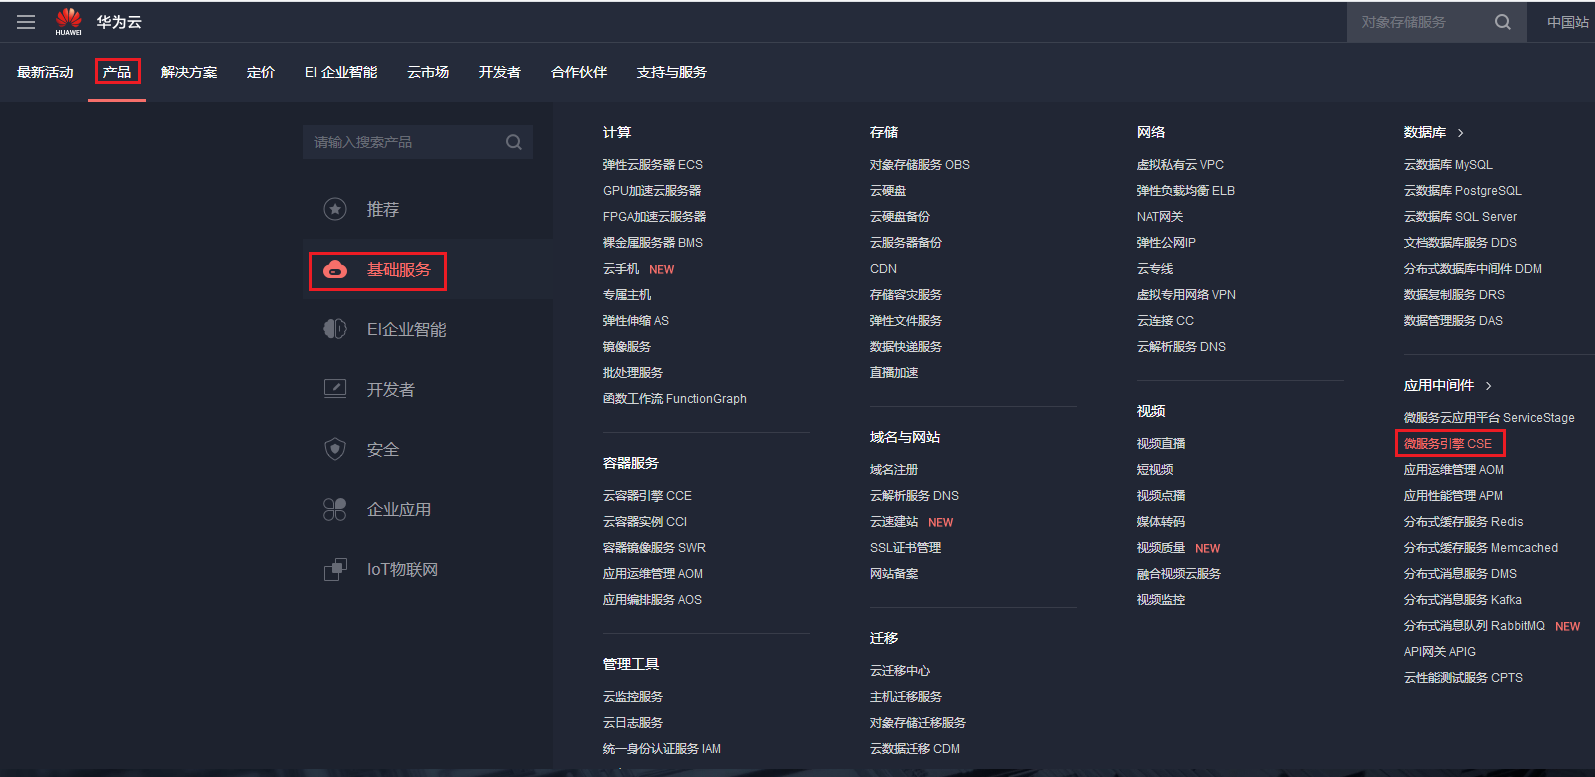 HUAWEI
华为云
对象存储服务
中国站
最新活动
产品
解决方案
定价
EI 企业智能
云市场
开发者
合作伙伴
支持与服务
请输入搜索产品
推荐
基础服务
EI企业智能
开发者
安全
企业应用
IoT物联网
计算
弹性云服务器 ECS
GPU加速云服务器
FPGA加速云服务器
裸金属服务器 BMS
云手机 NEW
专属主机
弹性伸缩 AS
镜像服务
批处理服务
函数工作流 FunctionGraph
容器服务
云容器引擎 CCE
云容器实例 CCI
容器镜像服务 SWR
应用运维管理 AOM
应用编排服务 AOS
管理工具
云监控服务
云日志服务
统一身份认证服务 IAM
存储
对象存储服务 OBS
云硬盘
云硬盘备份
云服务器备份
CDN
存储容灾服务
弹性文件服务
数据快递服务
直播加速
域名与网站
域名注册
云解析服务 DNS
云速建站 NEW
SSL证书管理
网站备案
迁移
云迁移中心
主机迁移服务
对象存储迁移服务
云数据迁移 CDM
网络
虚拟私有云 VPC
弹性负载均衡 ELB
NAT网关
弹性公网IP
云专线
虚拟专用网络 VPN
云连接 CC
云解析服务 DNS
视频
视频直播
短视频
视频点播
媒体转码
视频质量 NEW
融合视频云服务
视频监控
数据库 >
云数据库 MySQL
云数据库 PostgreSQL
云数据库 SQL Server
文档数据库服务 DDS
分布式数据库中间件 DDM
数据复制服务 DRS
数据管理服务 DAS
应用中间件 >
微服务云应用平台 ServiceStage
微服务引擎 CSE
应用运维管理 AOM
应用性能管理 APM
分布式缓存服务 Redis
分布式缓存服务 Memcached
分布式消息服务 DMS
分布式消息服务 Kafka
分布式消息队列 RabbitMQ NEW
API网关 APIG
云性能测试服务 CPTS